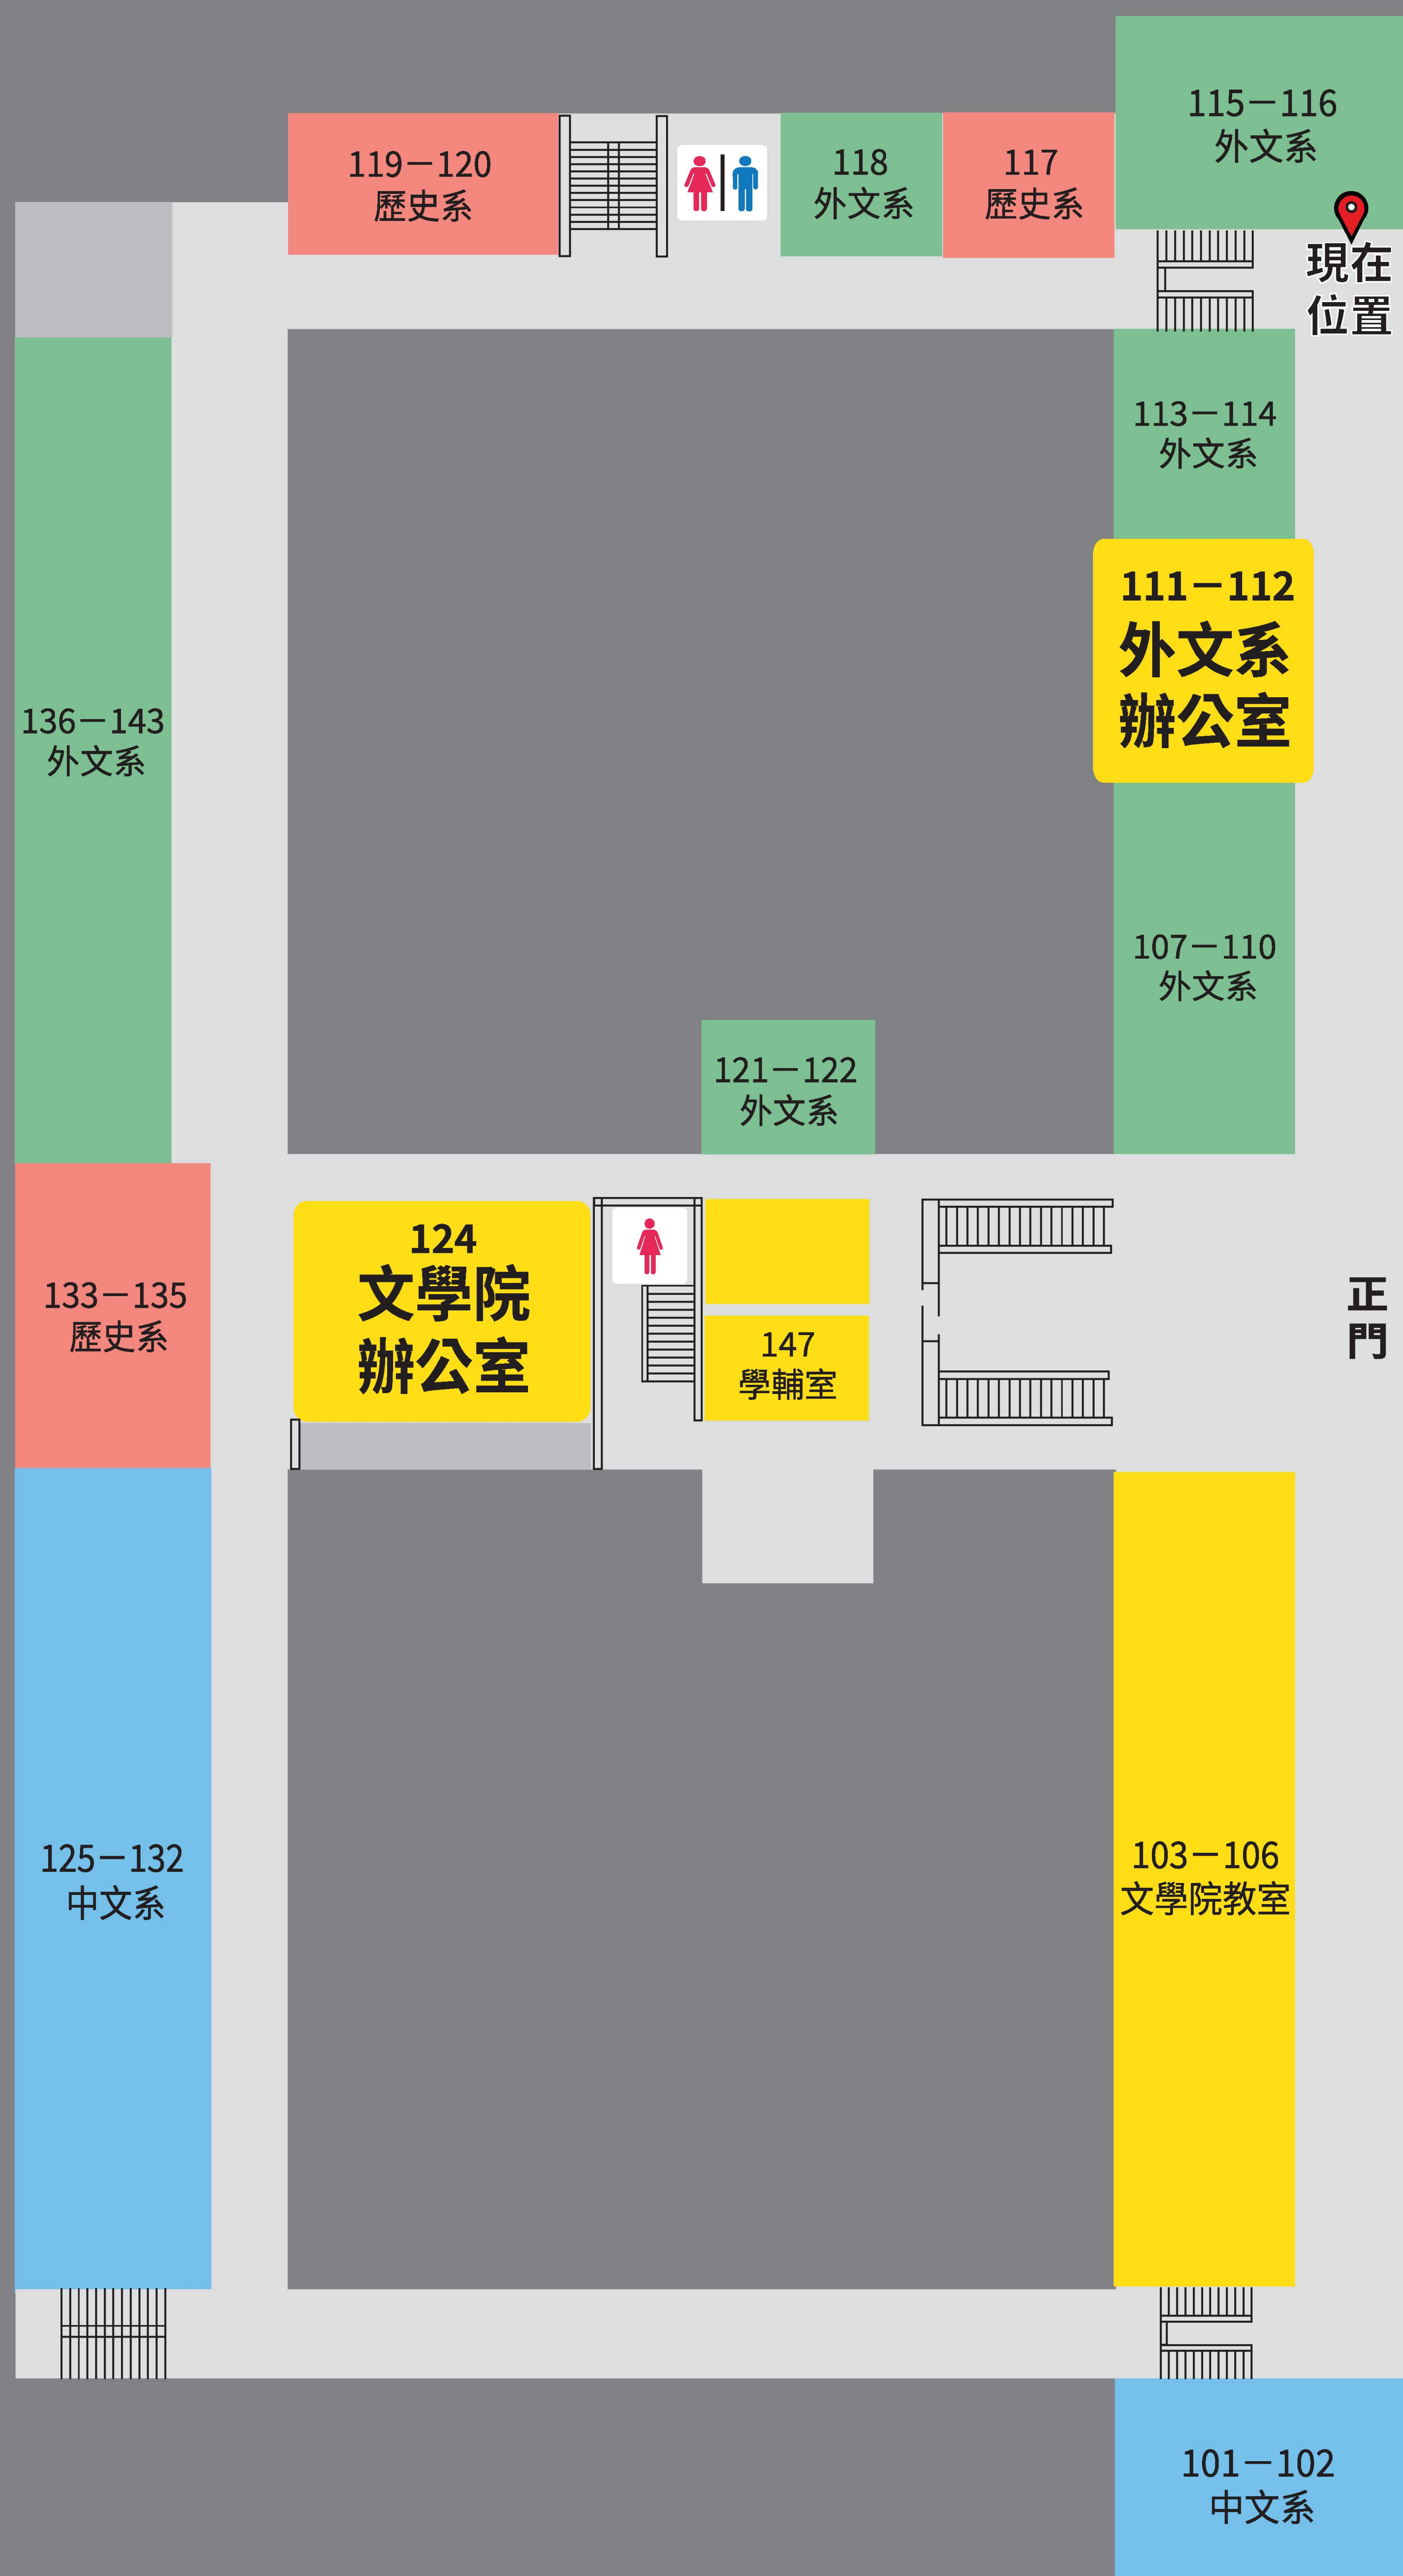 115－116
外文系
119－120
歷史系
118
外文系
117
歷史系
現在
位置
113－114
外文系
111－112
外文系
辦公室
136－143
外文系
107－110
外文系
121－122
外文系
124
文學院
辦公室
133－135
歷史系
147
學輔室
正
門
125－132
中文系
103－106
文學院教室
101－102
中文系